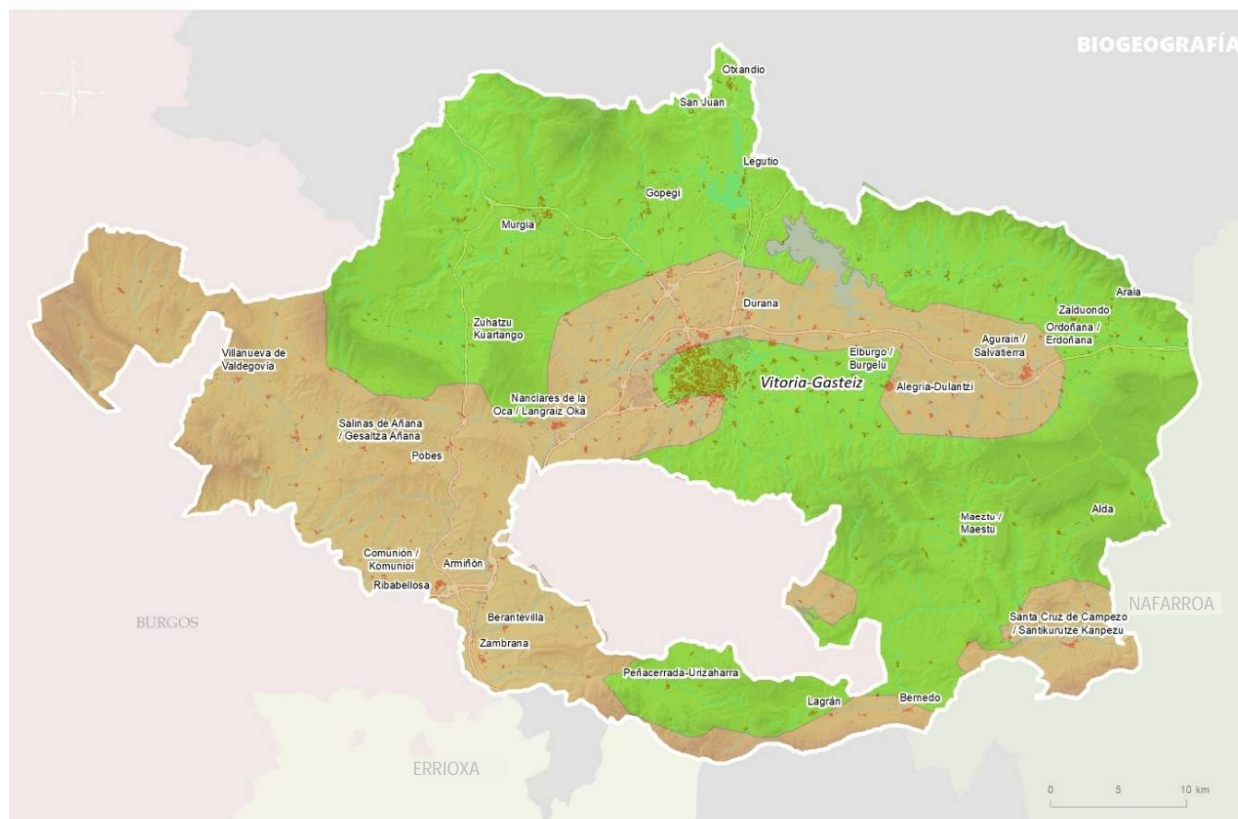 BIOGEOGRAFÍA
Otxandio
San Juan
Legutio
Gopegi
Murgia
Araia
Zalduondo
Durana
Ordoñana /
Erdoñana
Zuhatzu
Kuartango
Agurain /
Salvatierra
Villanueva de
Valdegovia
Elburgo /
Burgelu
Vitoria-Gasteiz
Alegria-Dulantzi
Nanclares de la
Oca / Langraiz Oka
Salinas de Añana
/ Gesaltza Añana
Pobes
Alda
Maeztu /
Maestu
Comunión /
Komunioi
Armiñón
Ribabellosa
NAFARROA
Berantevilla
Santa Cruz de Campezo
/ Santikurutze Kanpezu
BURGOS
Zambrana
Peñacerrada-Urizaharra
Lagrán
Bernedo
ERRIOXA
0 5 10 km